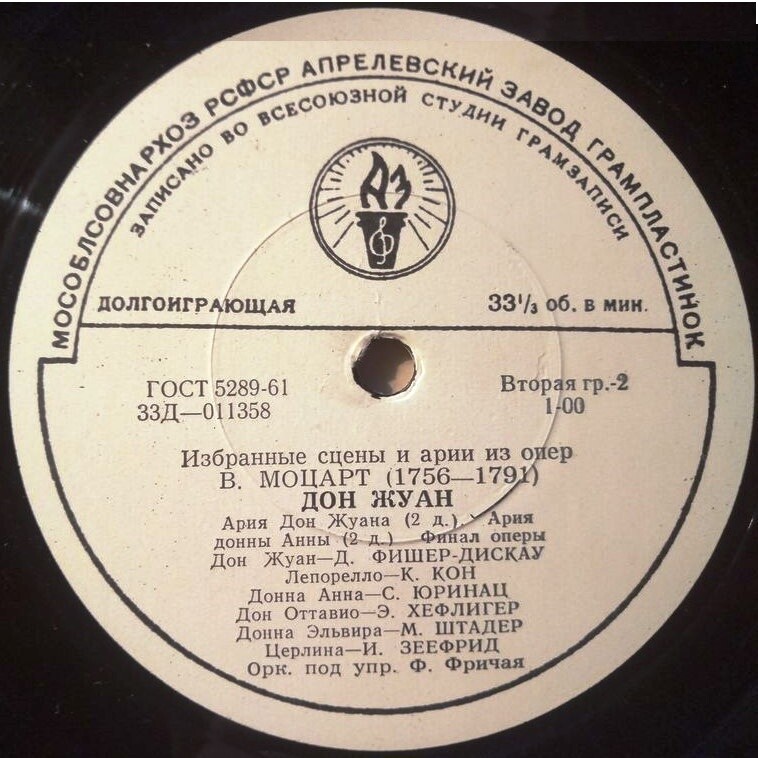 МОСОБЛСОВНАРХОЗ РСФСР АПРЕЛЕВСКИЙ ЗАВОД ГРАМПЛАСТИНОК
ЗАПИСАНО ВО ВСЕСОЮЗНОЙ СТУДИИ ГРАМЗАПИСИ
АЗ
ДОЛГОИГРАЮЩАЯ 33⅓ об. в мин.
ГОСТ 5289-61 Вторая гр.-2
33Д—011358 1-00
Избранные сцены и арии из опер
В. МОЦАРТ (1756—1791)
ДОН ЖУАН
Ария Дон Жуана (2 д.). Ария
донны Анны (2 д.) Финал оперы
Дон Жуан—Д. ФИШЕР-ДИСКАУ
Лепорелло—К. КОН
Донна Анна—С. ЮРИНАЦ
Дон Оттавио—Э. ХЕФЛИГЕР
Донна Эльвира—М. ШТАДЕР
Церлина—И. ЗЕЕФРИД
Орк. под упр. Ф. Фричая